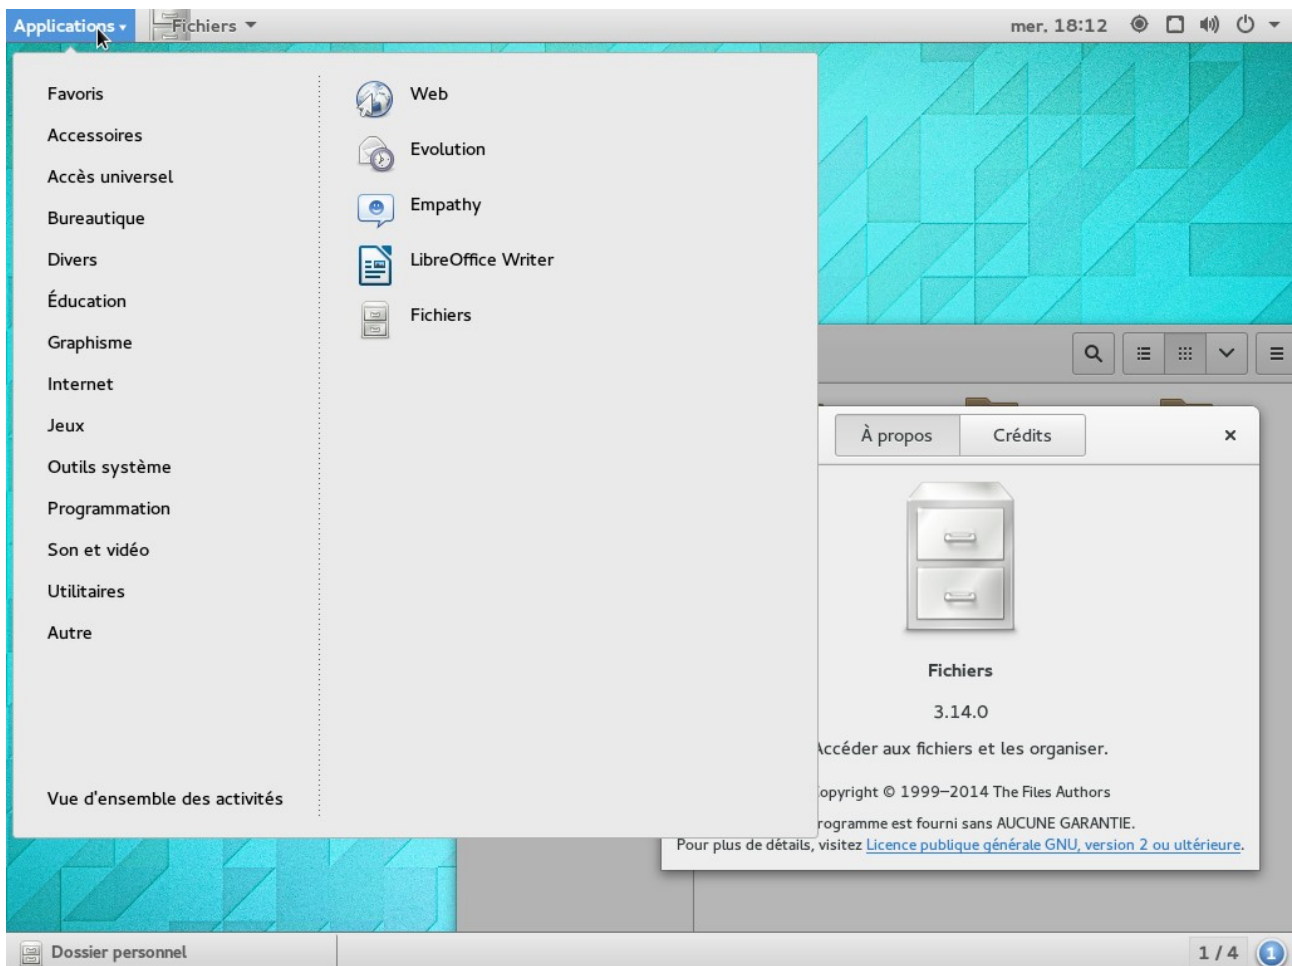 Applications
Fichiers
mer. 18:12
Favoris
Accessoires
Accès universel
Bureautique
Divers
Éducation
Graphisme
Internet
Jeux
Outils système
Programmation
Son et vidéo
Utilitaires
Autre
Vue d'ensemble des activités
Web
Evolution
Empathy
LibreOffice Writer
Fichiers
À propos
Crédits
Fichiers
3.14.0
Accéder aux fichiers et les organiser.
opyright © 1999–2014 The Files Authors
rogramme est fourni sans AUCUNE GARANTIE.
Pour plus de détails, visitez Licence publique générale GNU, version 2 ou ultérieure.
Dossier personnel
1 / 4
1